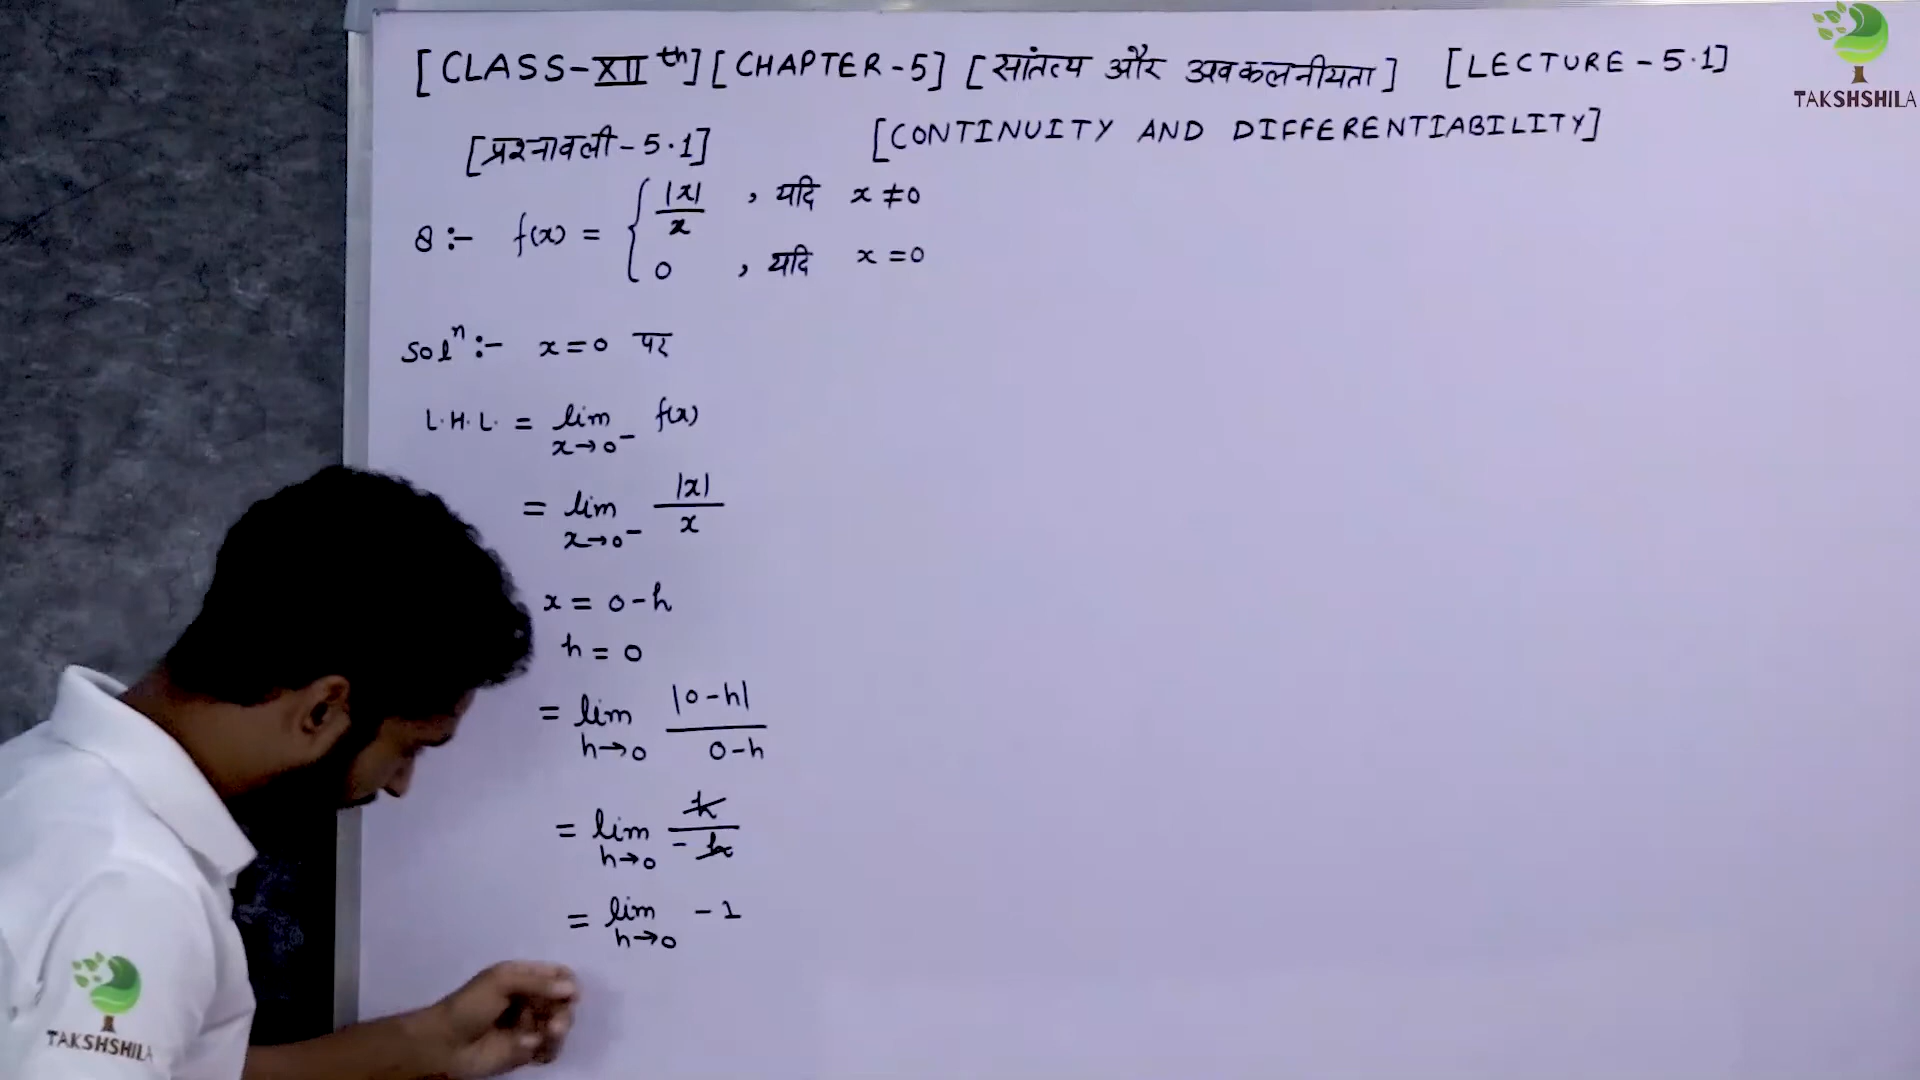 [CLASS-XIIth] [CHAPTER-5] [सांतत्य और अवकलनीयता] [LECTURE-5.1]
[प्रश्नावली-5.1] [CONTINUITY AND DIFFERENTIABILITY]
8:- f(x) = { |x|/x , यदि x ≠ 0
0 , यदि x = 0
Solⁿ:- x = 0 पर
L.H.L. = lim x→0⁻ f(x)
= lim x→0⁻ |x|/x
x = 0-h
h = 0
= lim h→0 |0-h|/0-h
= lim h→0 h/-h
= lim h→0 -1
TAKSHSHILA
TAKSHSHILA